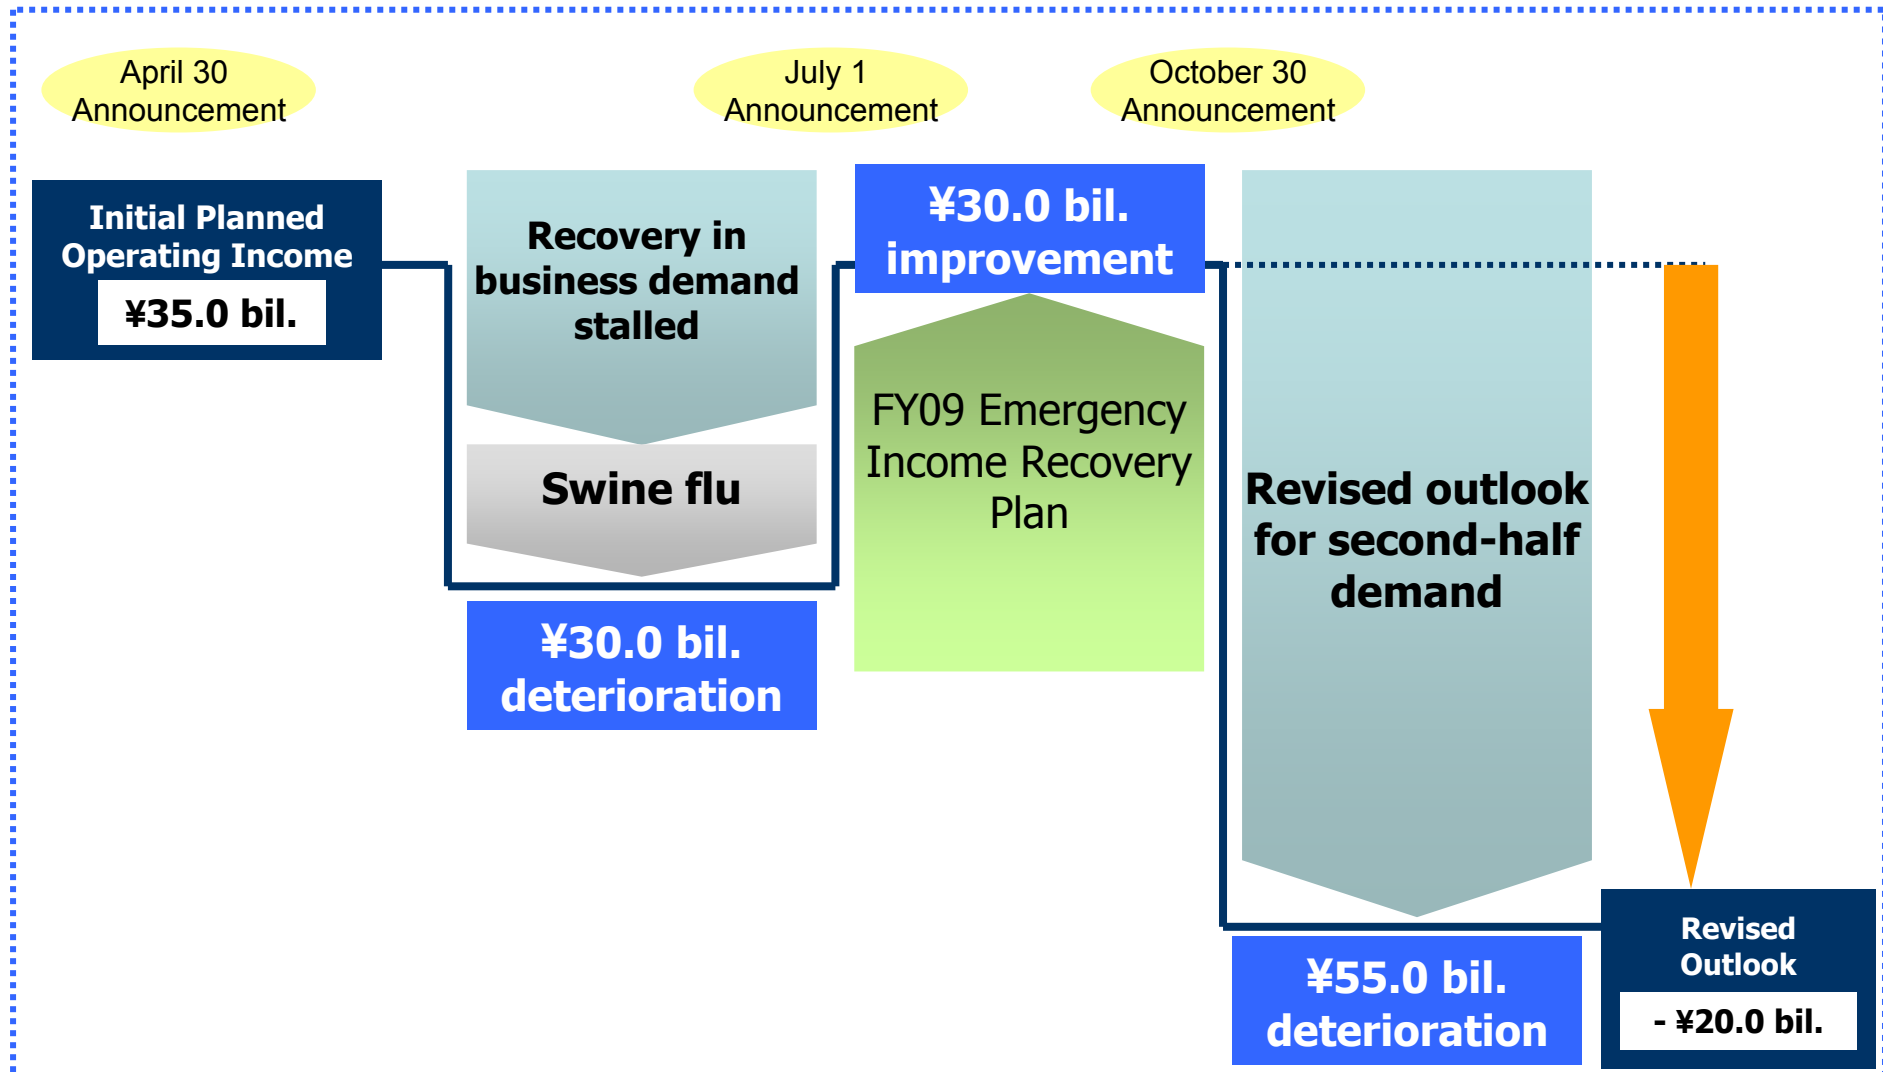 April 30
Announcement
July 1
Announcement
October 30
Announcement
Initial Planned
Operating Income
¥35.0 bil.
Recovery in
business demand
stalled
Swine flu
¥30.0 bil.
deterioration
¥30.0 bil.
improvement
FY09 Emergency
Income Recovery
Plan
Revised outlook
for second-half
demand
¥55.0 bil.
deterioration
Revised
Outlook
- ¥20.0 bil.